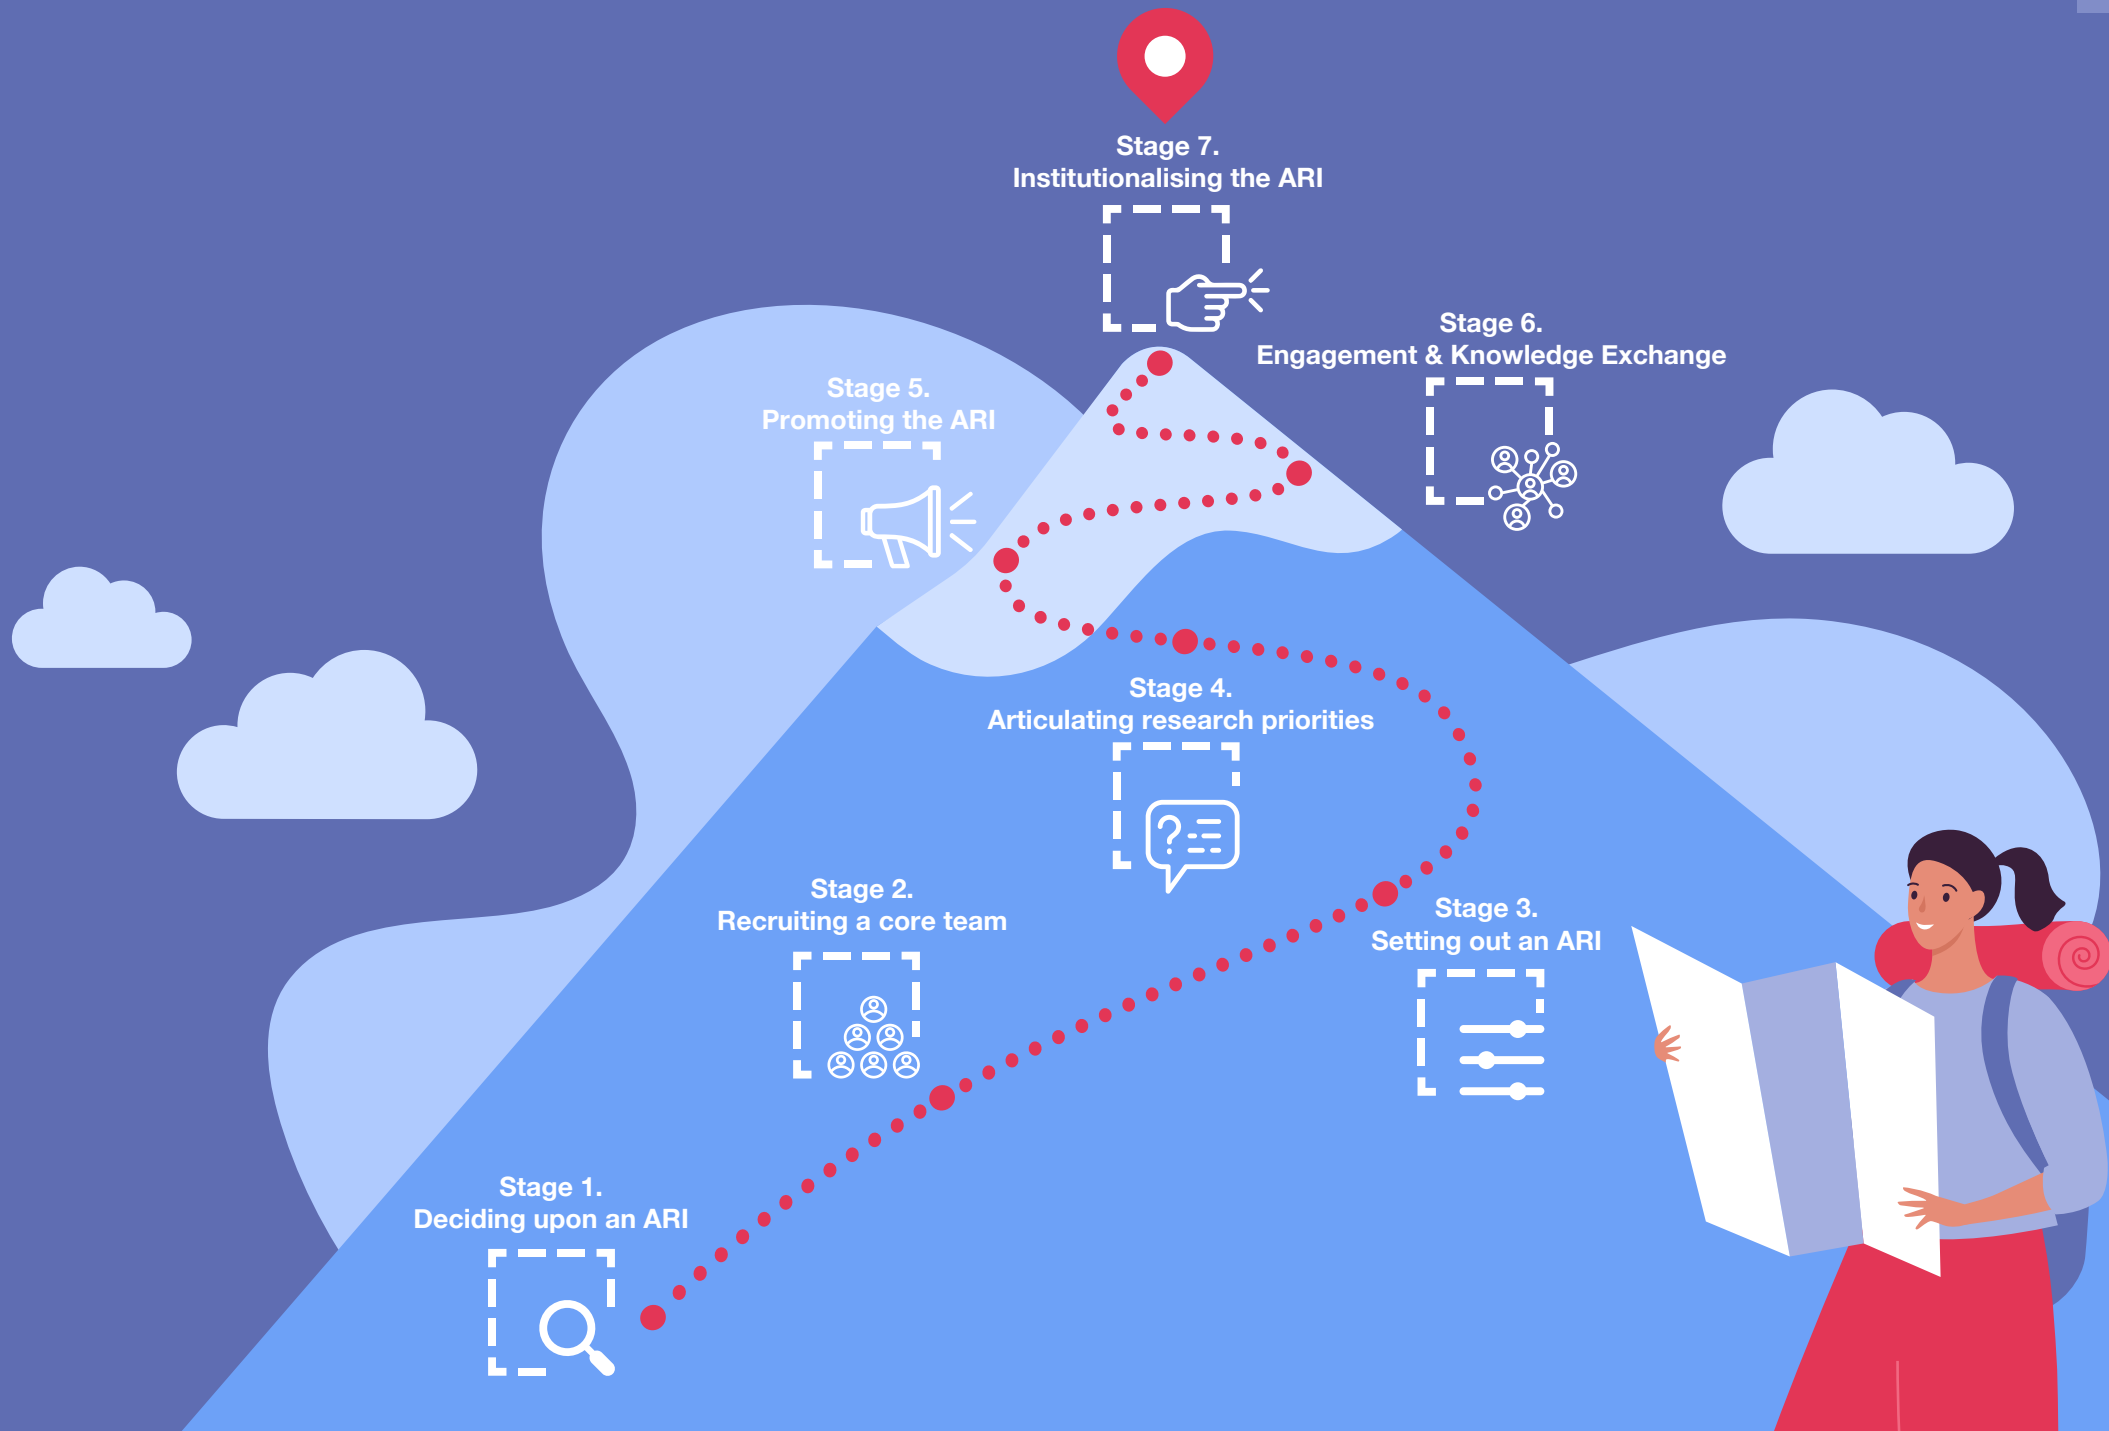 Stage 7.
Institutionalising the ARI
Stage 6.
Engagement & Knowledge Exchange
Stage 5.
Promoting the ARI
Stage 4.
Articulating research priorities
Stage 2.
Recruiting a core team
Stage 3.
Setting out an ARI
Stage 1.
Deciding upon an ARI